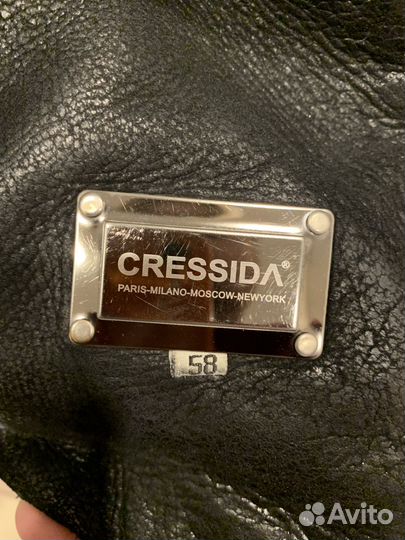 CRESSIDA®
PARIS-MILANO-MOSCOW-NEWYORK
58
Avito